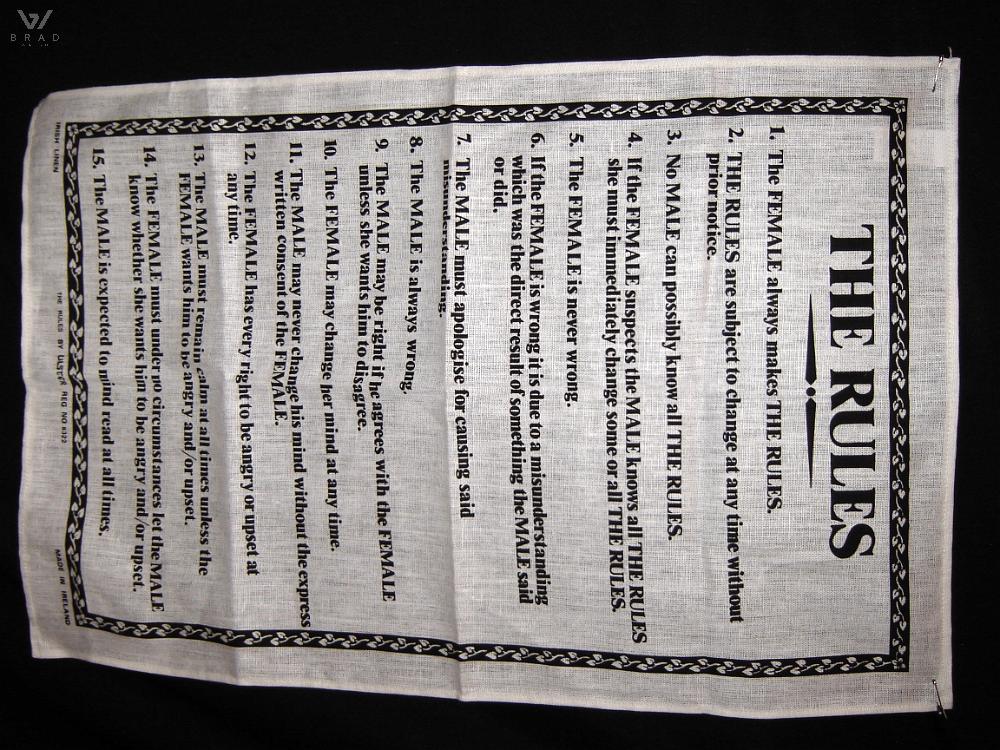 BRAD
THE RULES
1. The FEMALE always makes THE RULES.
2. THE RULES are subject to change at any time without
prior notice.
3. No MALE can possibly know all THE RULES.
4. If the FEMALE suspects the MALE knows all THE RULES
she must immediately change some or all THE RULES.
5. The FEMALE is never wrong.
6. If the FEMALE is wrong it is due to a misunderstanding
which was the direct result of something the MALE said
or did.
7. The MALE must apologise for causing said
misunderstanding.
8. The MALE is always wrong.
9. The MALE may be right if he agrees with the FEMALE
unless she wants him to disagree.
10. The FEMALE may change her mind at any time.
11. The MALE may never change his mind without the express
written consent of the FEMALE.
12. The FEMALE has every right to be angry or upset at
any time.
13. The MALE must remain calm at all times unless the
FEMALE wants him to be angry and/or upset.
14. The FEMALE must under no circumstances let the MALE
know whether she wants him to be angry and/or upset.
15. The MALE is expected to mind read at all times.
IRISH LINEN THE RULES BY ULSTER REG NO 6322 MADE IN IRELAND